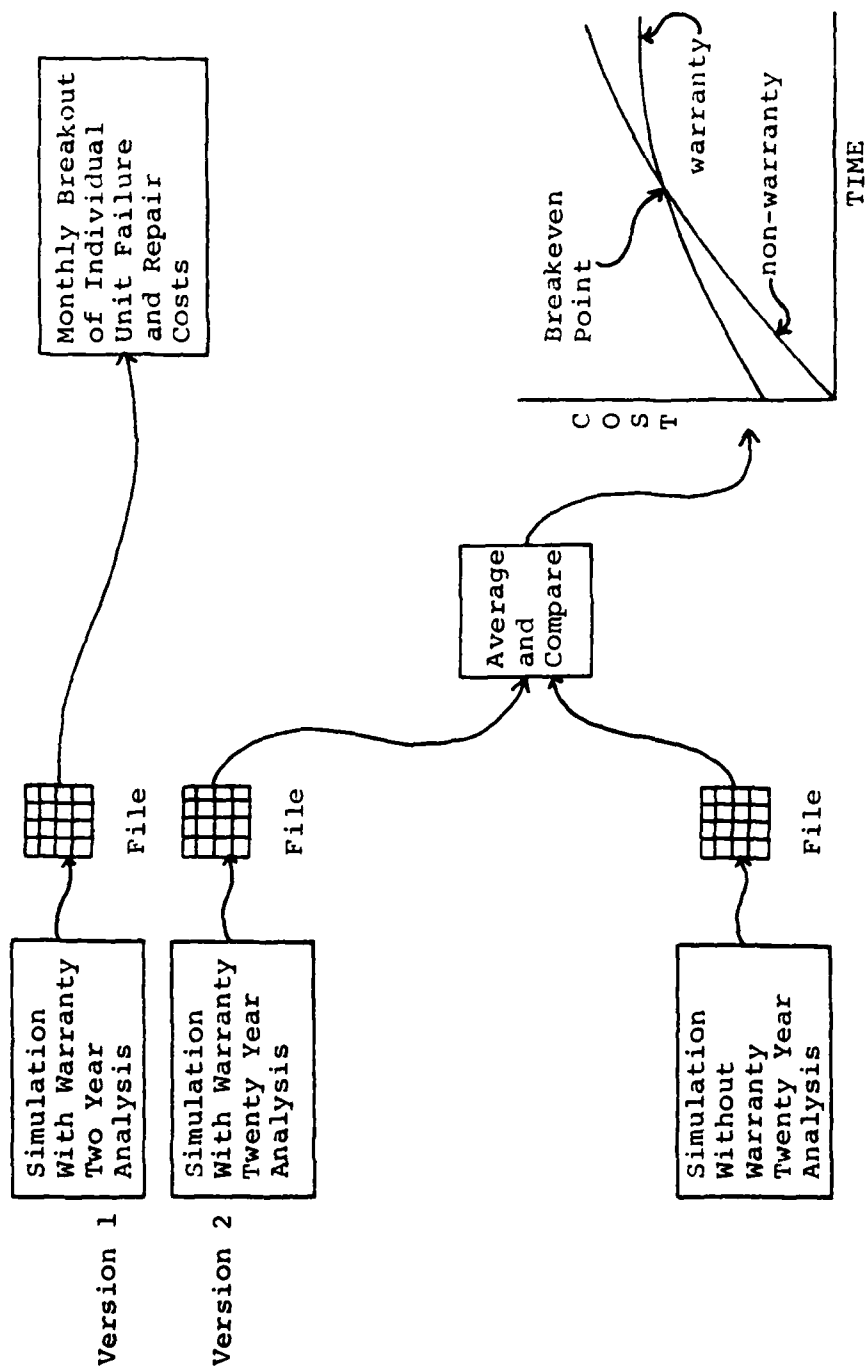 Version 1
Simulation
With Warranty
Two Year
Analysis
File
Monthly Breakout
of Individual
Unit Failure
and Repair
Costs
Version 2
Simulation
With Warranty
Twenty Year
Analysis
File
Simulation
Without
Warranty
Twenty Year
Analysis
File
Average
and
Compare
COST
Breakeven
Point
warranty
non-warranty
TIME